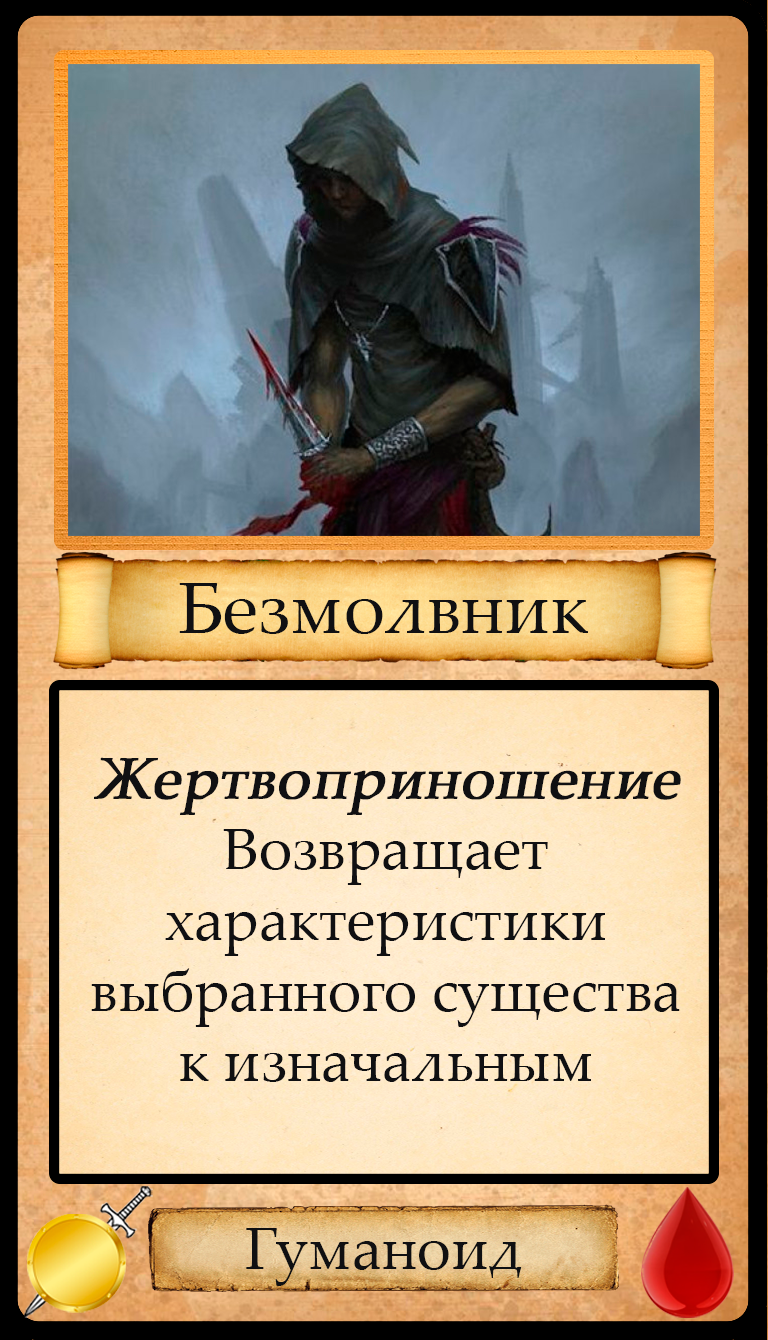 Безмолвник
Жертвоприношение
Возвращает
характеристики
выбранного существа
к изначальным
Гуманоид